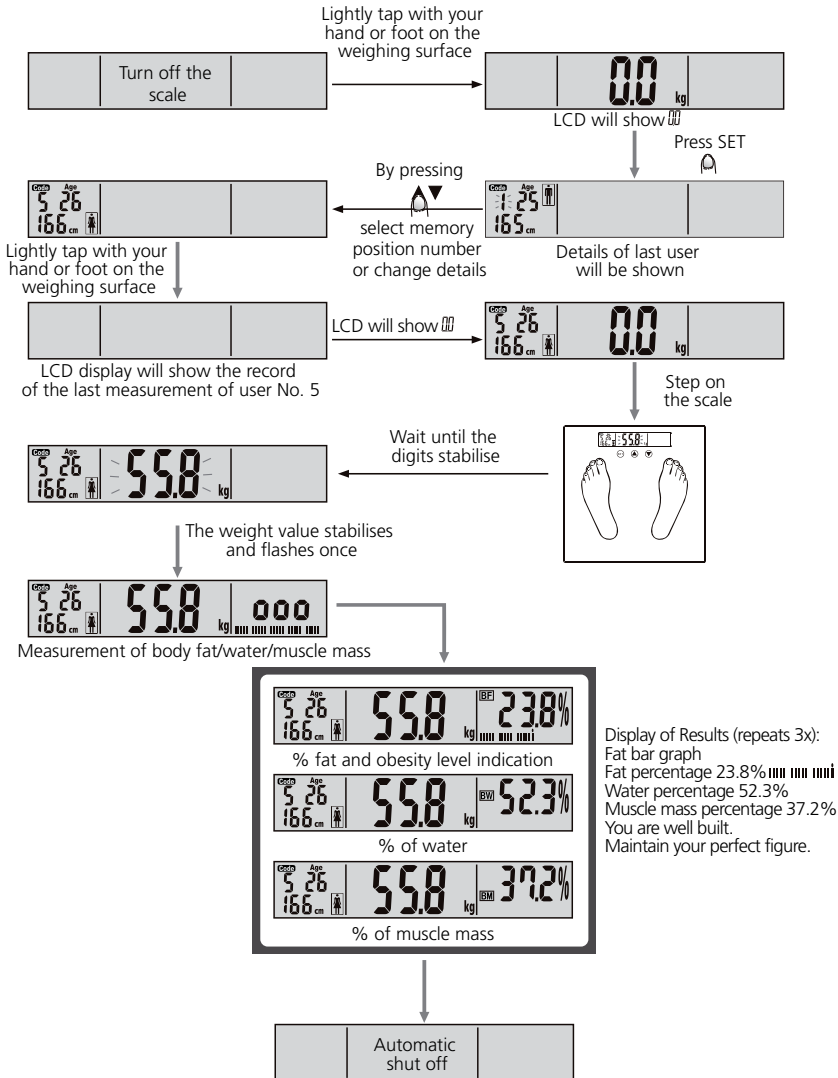 Lightly tap with your
hand or foot on the
weighing surface
Turn off the
scale
0.0 kg
LCD will show 0.0
Press SET
Code Age
1 25
165 cm
Details of last user
will be shown
By pressing
▲▼
select memory
position number
or change details
Code Age
5 26
166 cm
Lightly tap with your
hand or foot on the
weighing surface
LCD display will show the record
of the last measurement of user No. 5
LCD will show 0.0
Code Age
5 26
166 cm 0.0 kg
Step on
the scale
55.8
Wait until the
digits stabilise
Code Age
5 26
166 cm 55.8 kg
The weight value stabilises
and flashes once
Code Age
5 26
166 cm 55.8 kg ooo
Measurement of body fat/water/muscle mass
Code Age
5 26
166 cm 55.8 kg BF 23.8%
% fat and obesity level indication
Code Age
5 26
166 cm 55.8 kg BW 52.3%
% of water
Code Age
5 26
166 cm 55.8 kg BM 37.2%
% of muscle mass
Display of Results (repeats 3x):
Fat bar graph
Fat percentage 23.8%
Water percentage 52.3%
Muscle mass percentage 37.2%
You are well built.
Maintain your perfect figure.
Automatic
shut off